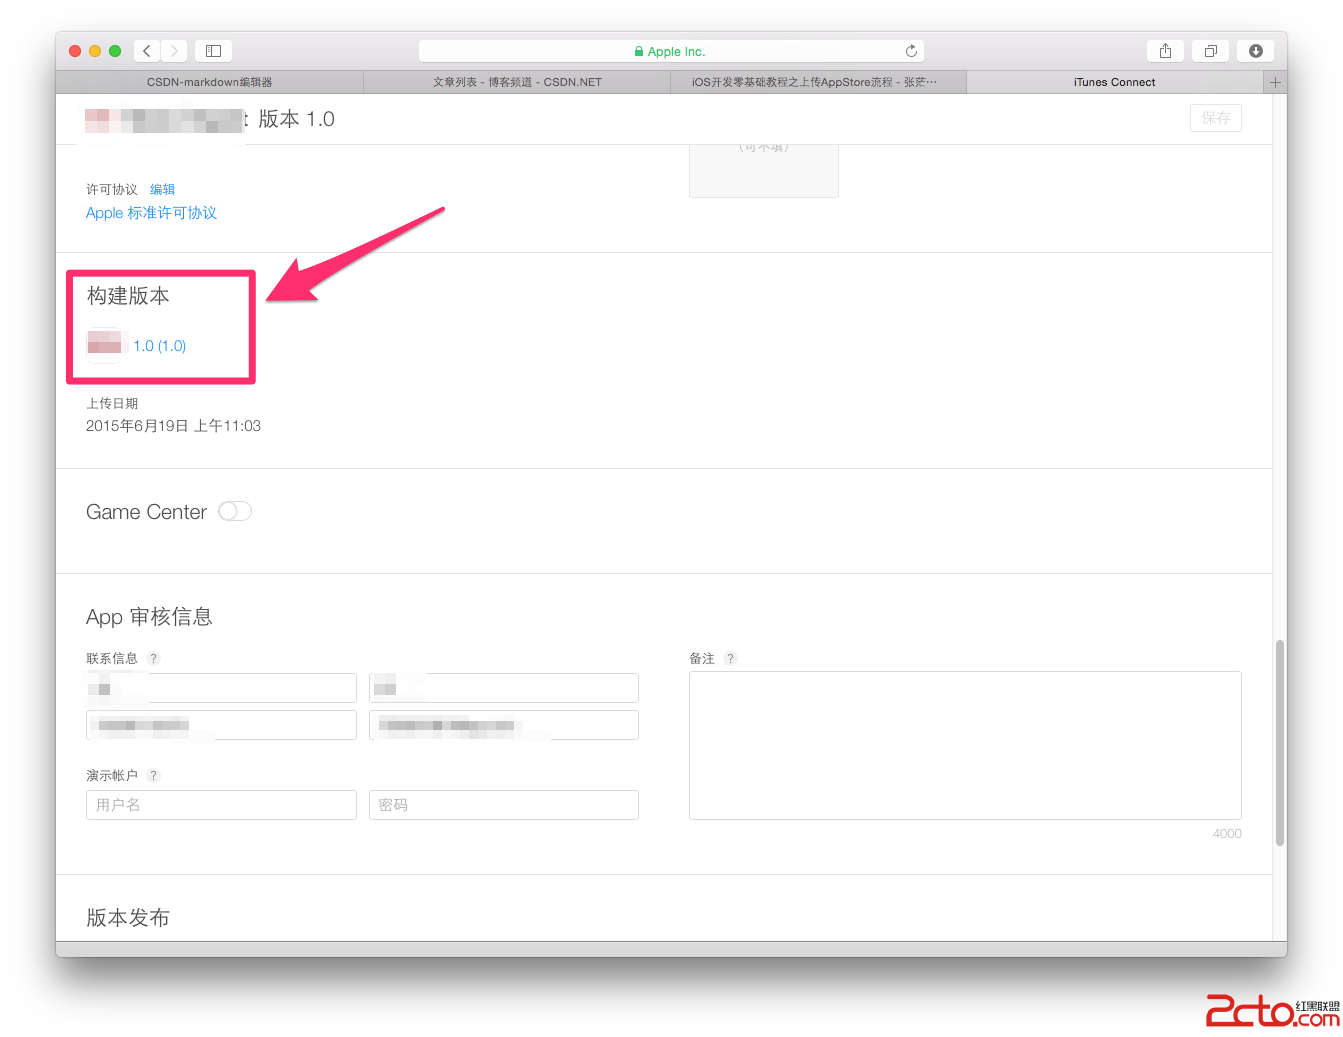 Apple Inc.
CSDN-markdown编辑器
文章列表 - 博客频道 - CSDN.NET
iOS开发零基础教程之上传AppStore流程 - 张茫…
iTunes Connect
版本 1.0
保存
（可不填）
许可协议 编辑
Apple 标准许可协议
构建版本
1.0 (1.0)
上传日期
2015年6月19日 上午11:03
Game Center
App 审核信息
联系信息 ?
备注 ?
演示帐户 ?
用户名
密码
4000
版本发布
2cto.com
红黑联盟